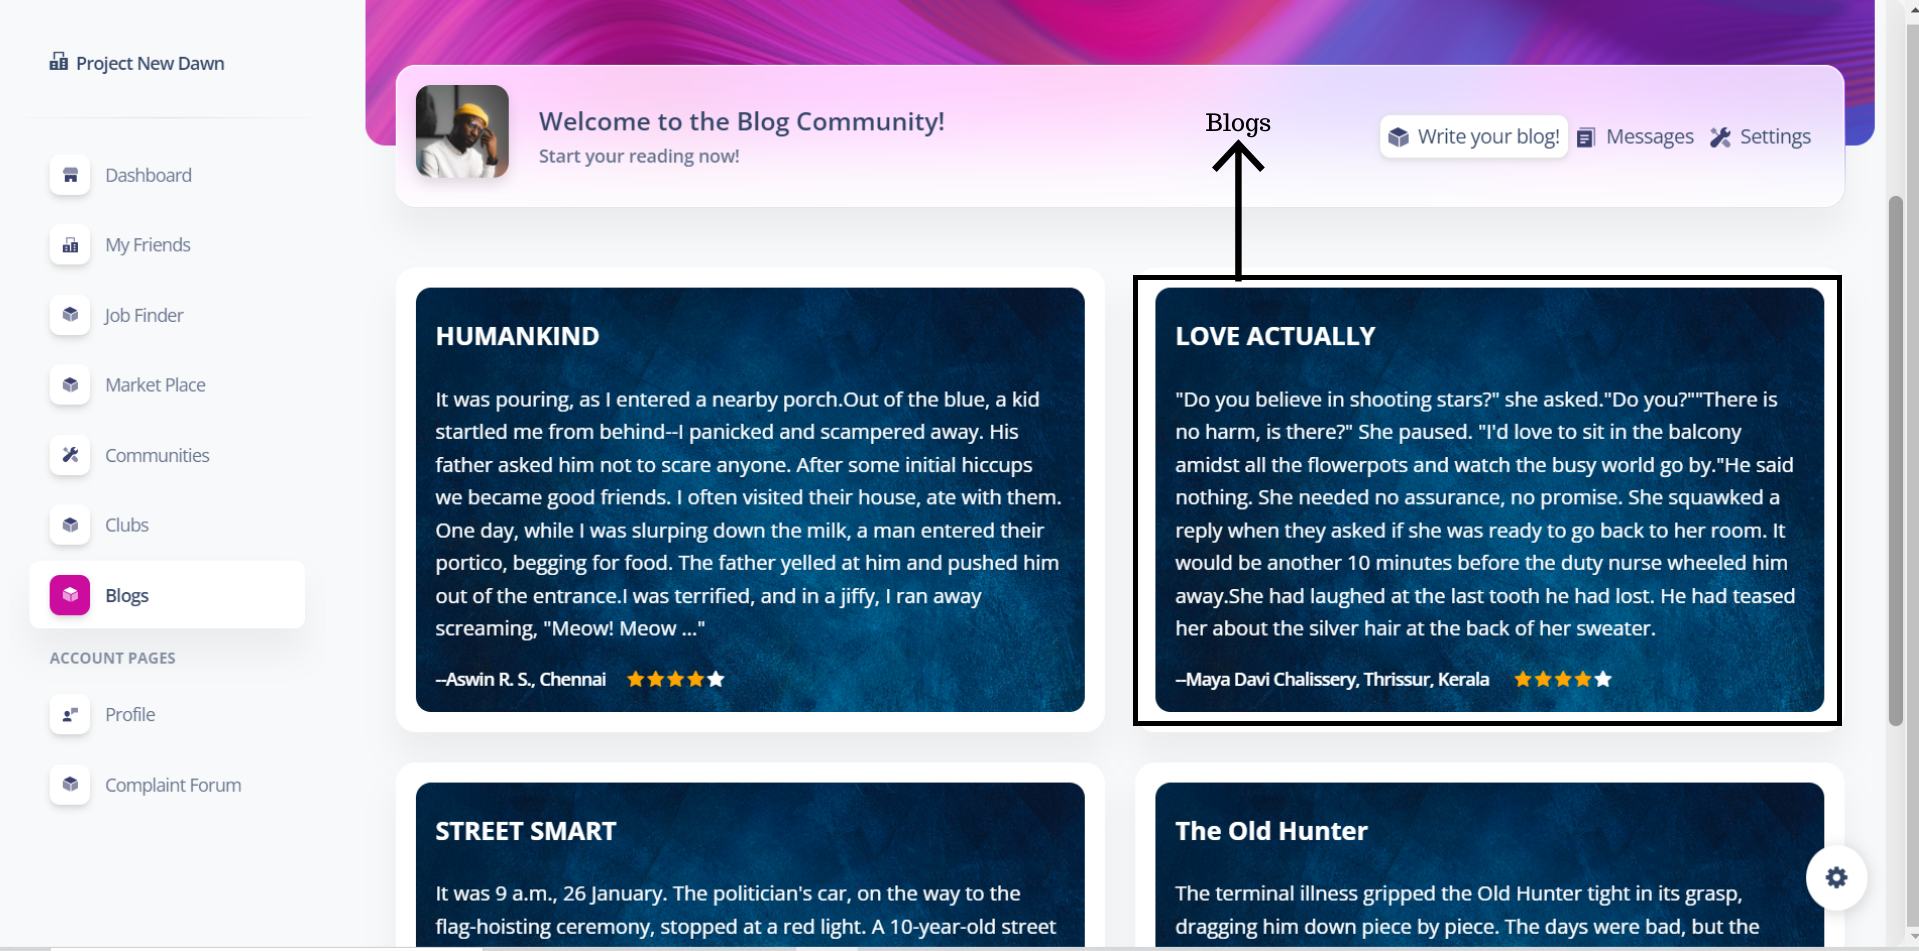 Project New Dawn
Dashboard
My Friends
Job Finder
Market Place
Communities
Clubs
Blogs
ACCOUNT PAGES
Profile
Complaint Forum
Welcome to the Blog Community!
Start your reading now!
Blogs
Write your blog!
Messages
Settings
HUMANKIND
It was pouring, as I entered a nearby porch.Out of the blue, a kid
startled me from behind--I panicked and scampered away. His
father asked him not to scare anyone. After some initial hiccups
we became good friends. I often visited their house, ate with them.
One day, while I was slurping down the milk, a man entered their
portico, begging for food. The father yelled at him and pushed him
out of the entrance.I was terrified, and in a jiffy, I ran away
screaming, "Meow! Meow ..."
--Aswin R. S., Chennai
LOVE ACTUALLY
"Do you believe in shooting stars?" she asked."Do you?""There is
no harm, is there?" She paused. "I'd love to sit in the balcony
amidst all the flowerpots and watch the busy world go by."He said
nothing. She needed no assurance, no promise. She squawked a
reply when they asked if she was ready to go back to her room. It
would be another 10 minutes before the duty nurse wheeled him
away.She had laughed at the last tooth he had lost. He had teased
her about the silver hair at the back of her sweater.
--Maya Davi Chalissery, Thrissur, Kerala
STREET SMART
It was 9 a.m., 26 January. The politician's car, on the way to the
flag-hoisting ceremony, stopped at a red light. A 10-year-old street
The Old Hunter
The terminal illness gripped the Old Hunter tight in its grasp,
dragging him down piece by piece. The days were bad, but the